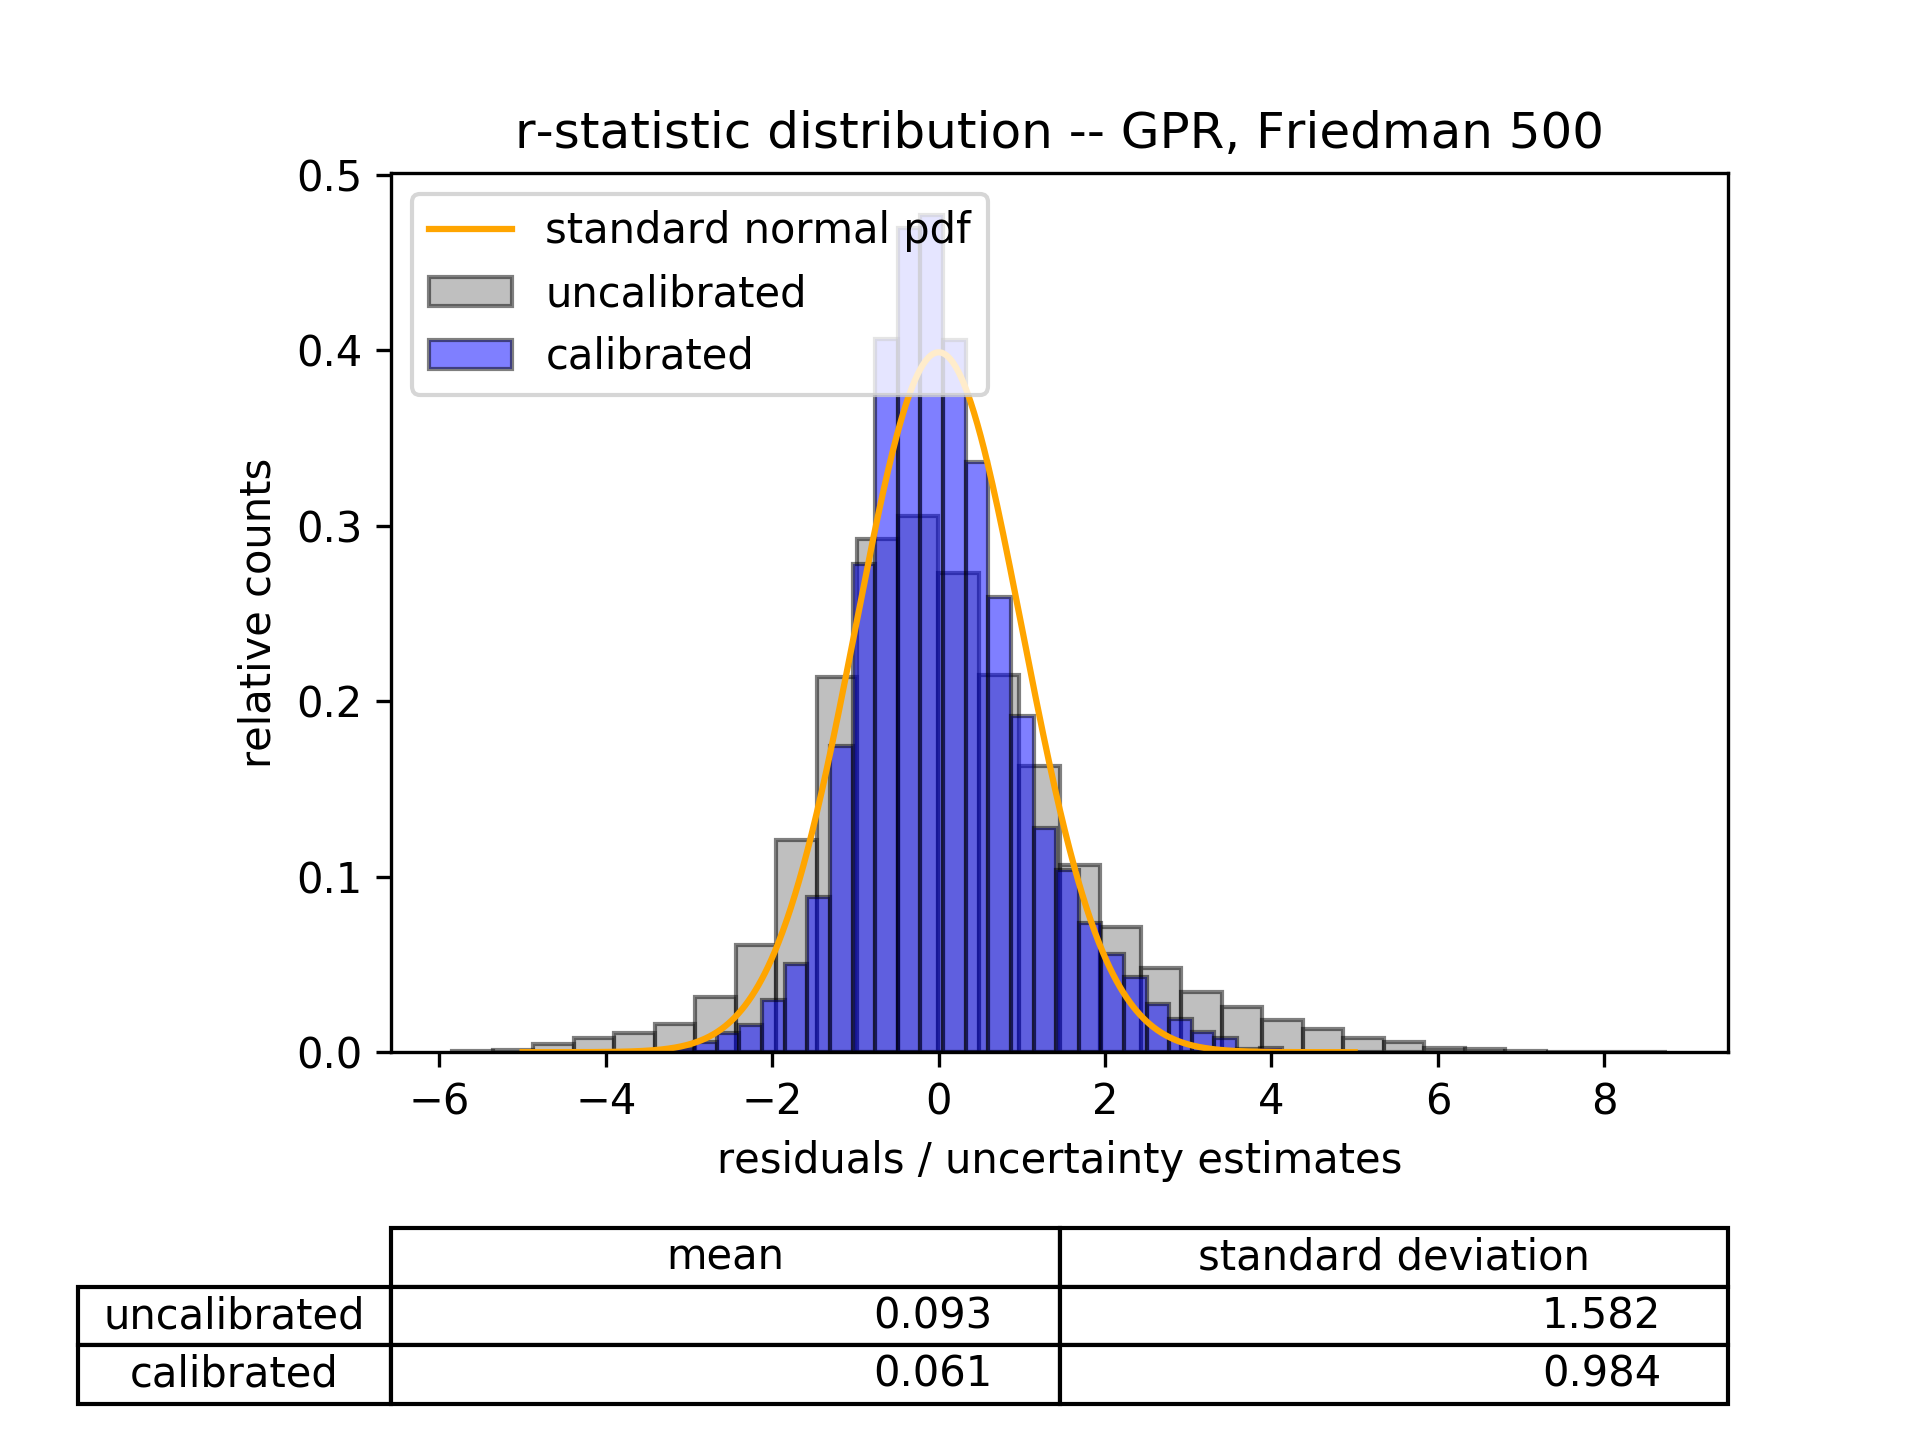 r-statistic distribution -- GPR, Friedman 500
0.5
0.4
0.3
0.2
0.1
0.0
relative counts
standard normal pdf
uncalibrated
calibrated
−6 −4 −2 0 2 4 6 8
residuals / uncertainty estimates
mean standard deviation
uncalibrated 0.093 1.582
calibrated 0.061 0.984